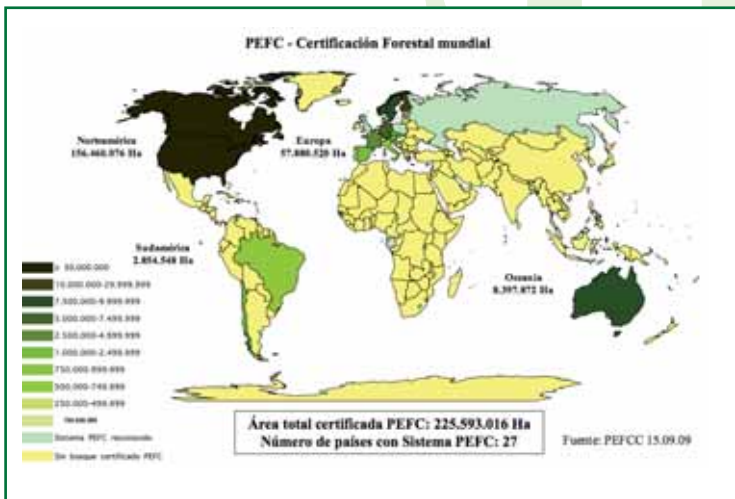 PEFC - Certificación Forestal mundial
Norteamérica
156.460.076 Ha
Europa
57.880.520 Ha
Sudamérica
2.854.548 Ha
Oceanía
8.397.872 Ha
10.000.000-29.999.999
7.500.000-9.999.999
5.000.000-7.499.999
2.500.000-4.999.999
1.000.000-2.499.999
750.000-999.999
500.000-749.999
250.000-499.999
Sistema PEFC reconocido
Sin bosque certificado PEFC
Área total certificada PEFC: 225.593.016 Ha
Número de países con Sistema PEFC: 27
Fuente: PEFCC 15.09.09